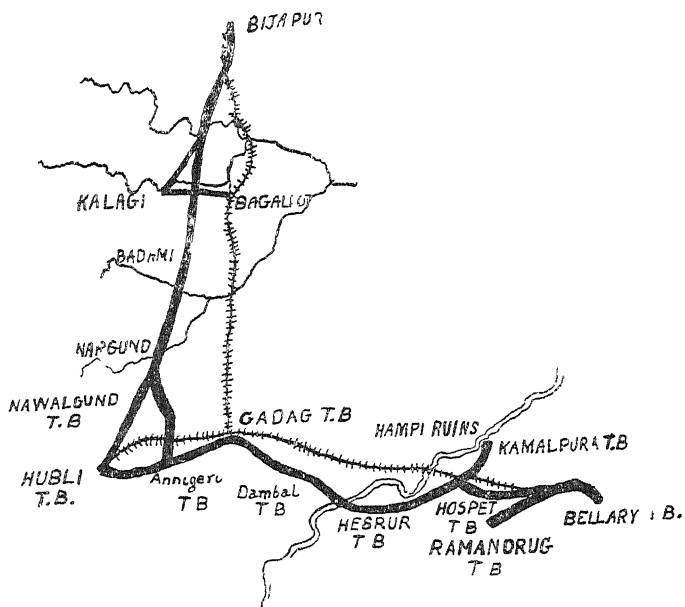 BIJAPUR
KALAGI
BAGALKOT
BADAMI
NARGUND
NAWALGUND
T.B
GADAG T.B
HAMPI RUINS
KAMALPURA T.B
HUBLI
T.B.
Annigeri
T B
Dambal
T B
HESRUR
T B
HOSPET
T B
BELLARY : B.
RAMANDRUG
T B